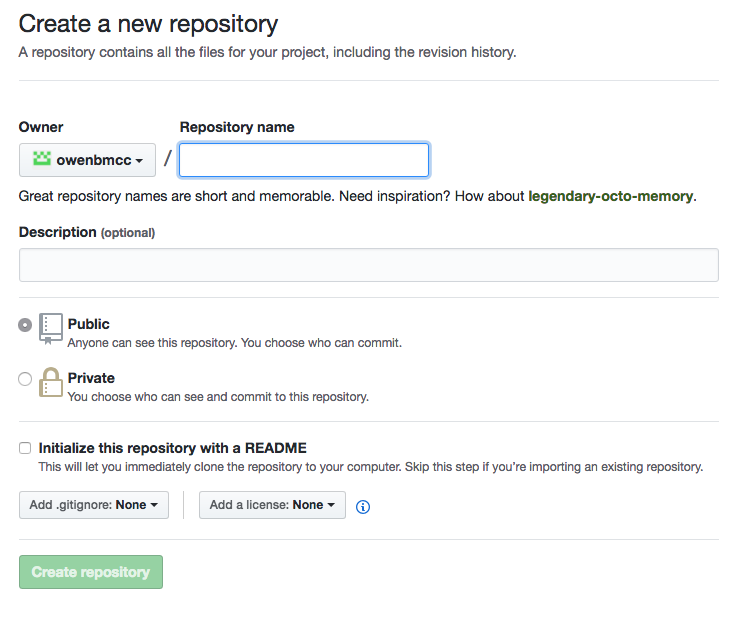 Create a new repository
A repository contains all the files for your project, including the revision history.
Owner
Repository name
owenbmcc
/
Great repository names are short and memorable. Need inspiration? How about legendary-octo-memory.
Description (optional)
Public
Anyone can see this repository. You choose who can commit.
Private
You choose who can see and commit to this repository.
Initialize this repository with a README
This will let you immediately clone the repository to your computer. Skip this step if you’re importing an existing repository.
Add .gitignore: None
Add a license: None
Create repository